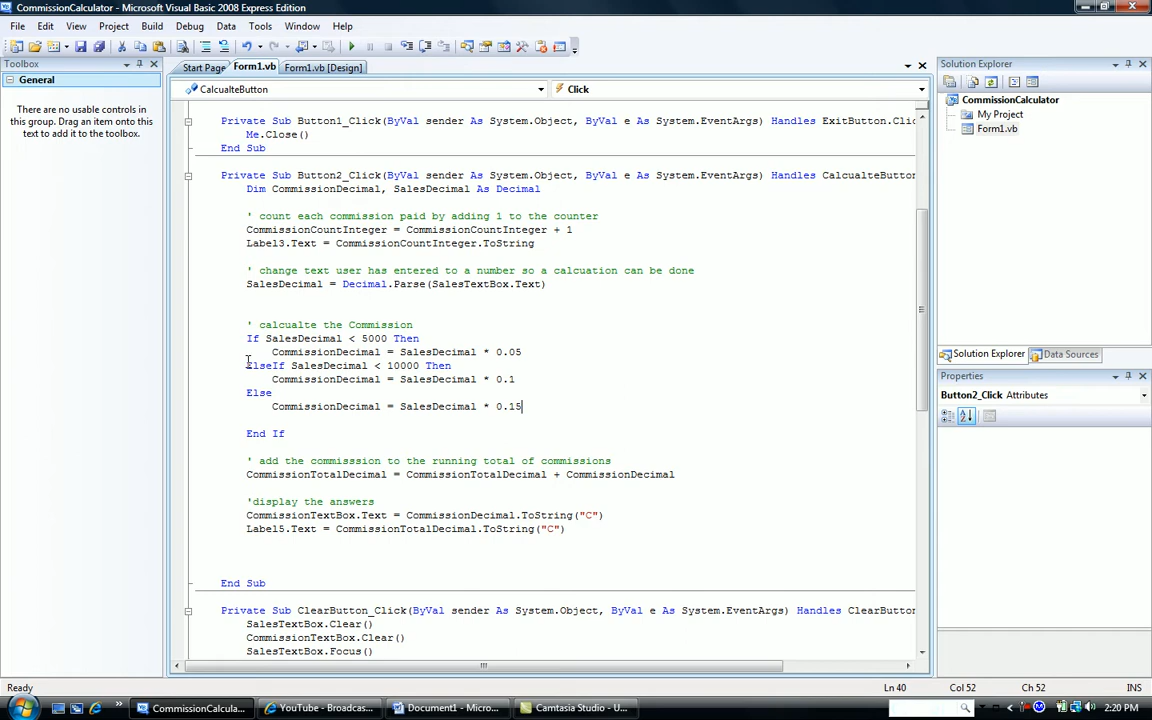 CommissionCalculator - Microsoft Visual Basic 2008 Express Edition
File Edit View Project Build Debug Data Tools Window Help
Toolbox
General
There are no usable controls in
this group. Drag an item onto this
text to add it to the toolbox.
Start Page Form1.vb Form1.vb [Design]
CalcualteButton Click
Private Sub Button1_Click(ByVal sender As System.Object, ByVal e As System.EventArgs) Handles ExitButton.Clic
Me.Close()
End Sub
Private Sub Button2_Click(ByVal sender As System.Object, ByVal e As System.EventArgs) Handles CalcualteButton
Dim CommissionDecimal, SalesDecimal As Decimal
' count each commission paid by adding 1 to the counter
CommissionCountInteger = CommissionCountInteger + 1
Label3.Text = CommissionCountInteger.ToString
' change text user has entered to a number so a calcuation can be done
SalesDecimal = Decimal.Parse(SalesTextBox.Text)
' calcualte the Commission
If SalesDecimal < 5000 Then
CommissionDecimal = SalesDecimal * 0.05
ElseIf SalesDecimal < 10000 Then
CommissionDecimal = SalesDecimal * 0.1
Else
CommissionDecimal = SalesDecimal * 0.15
End If
' add the commisssion to the running total of commissions
CommissionTotalDecimal = CommissionTotalDecimal + CommissionDecimal
'display the answers
CommissionTextBox.Text = CommissionDecimal.ToString("C")
Label5.Text = CommissionTotalDecimal.ToString("C")
End Sub
Private Sub ClearButton_Click(ByVal sender As System.Object, ByVal e As System.EventArgs) Handles ClearButton
SalesTextBox.Clear()
CommissionTextBox.Clear()
SalesTextBox.Focus()
Solution Explorer
CommissionCalculator
My Project
Form1.vb
Solution Explorer Data Sources
Properties
Button2_Click Attributes
Ready Ln 40 Col 52 Ch 52 INS
CommissionCalcula... YouTube - Broadcas... Document1 - Micro... Camtasia Studio - U... 2:20 PM